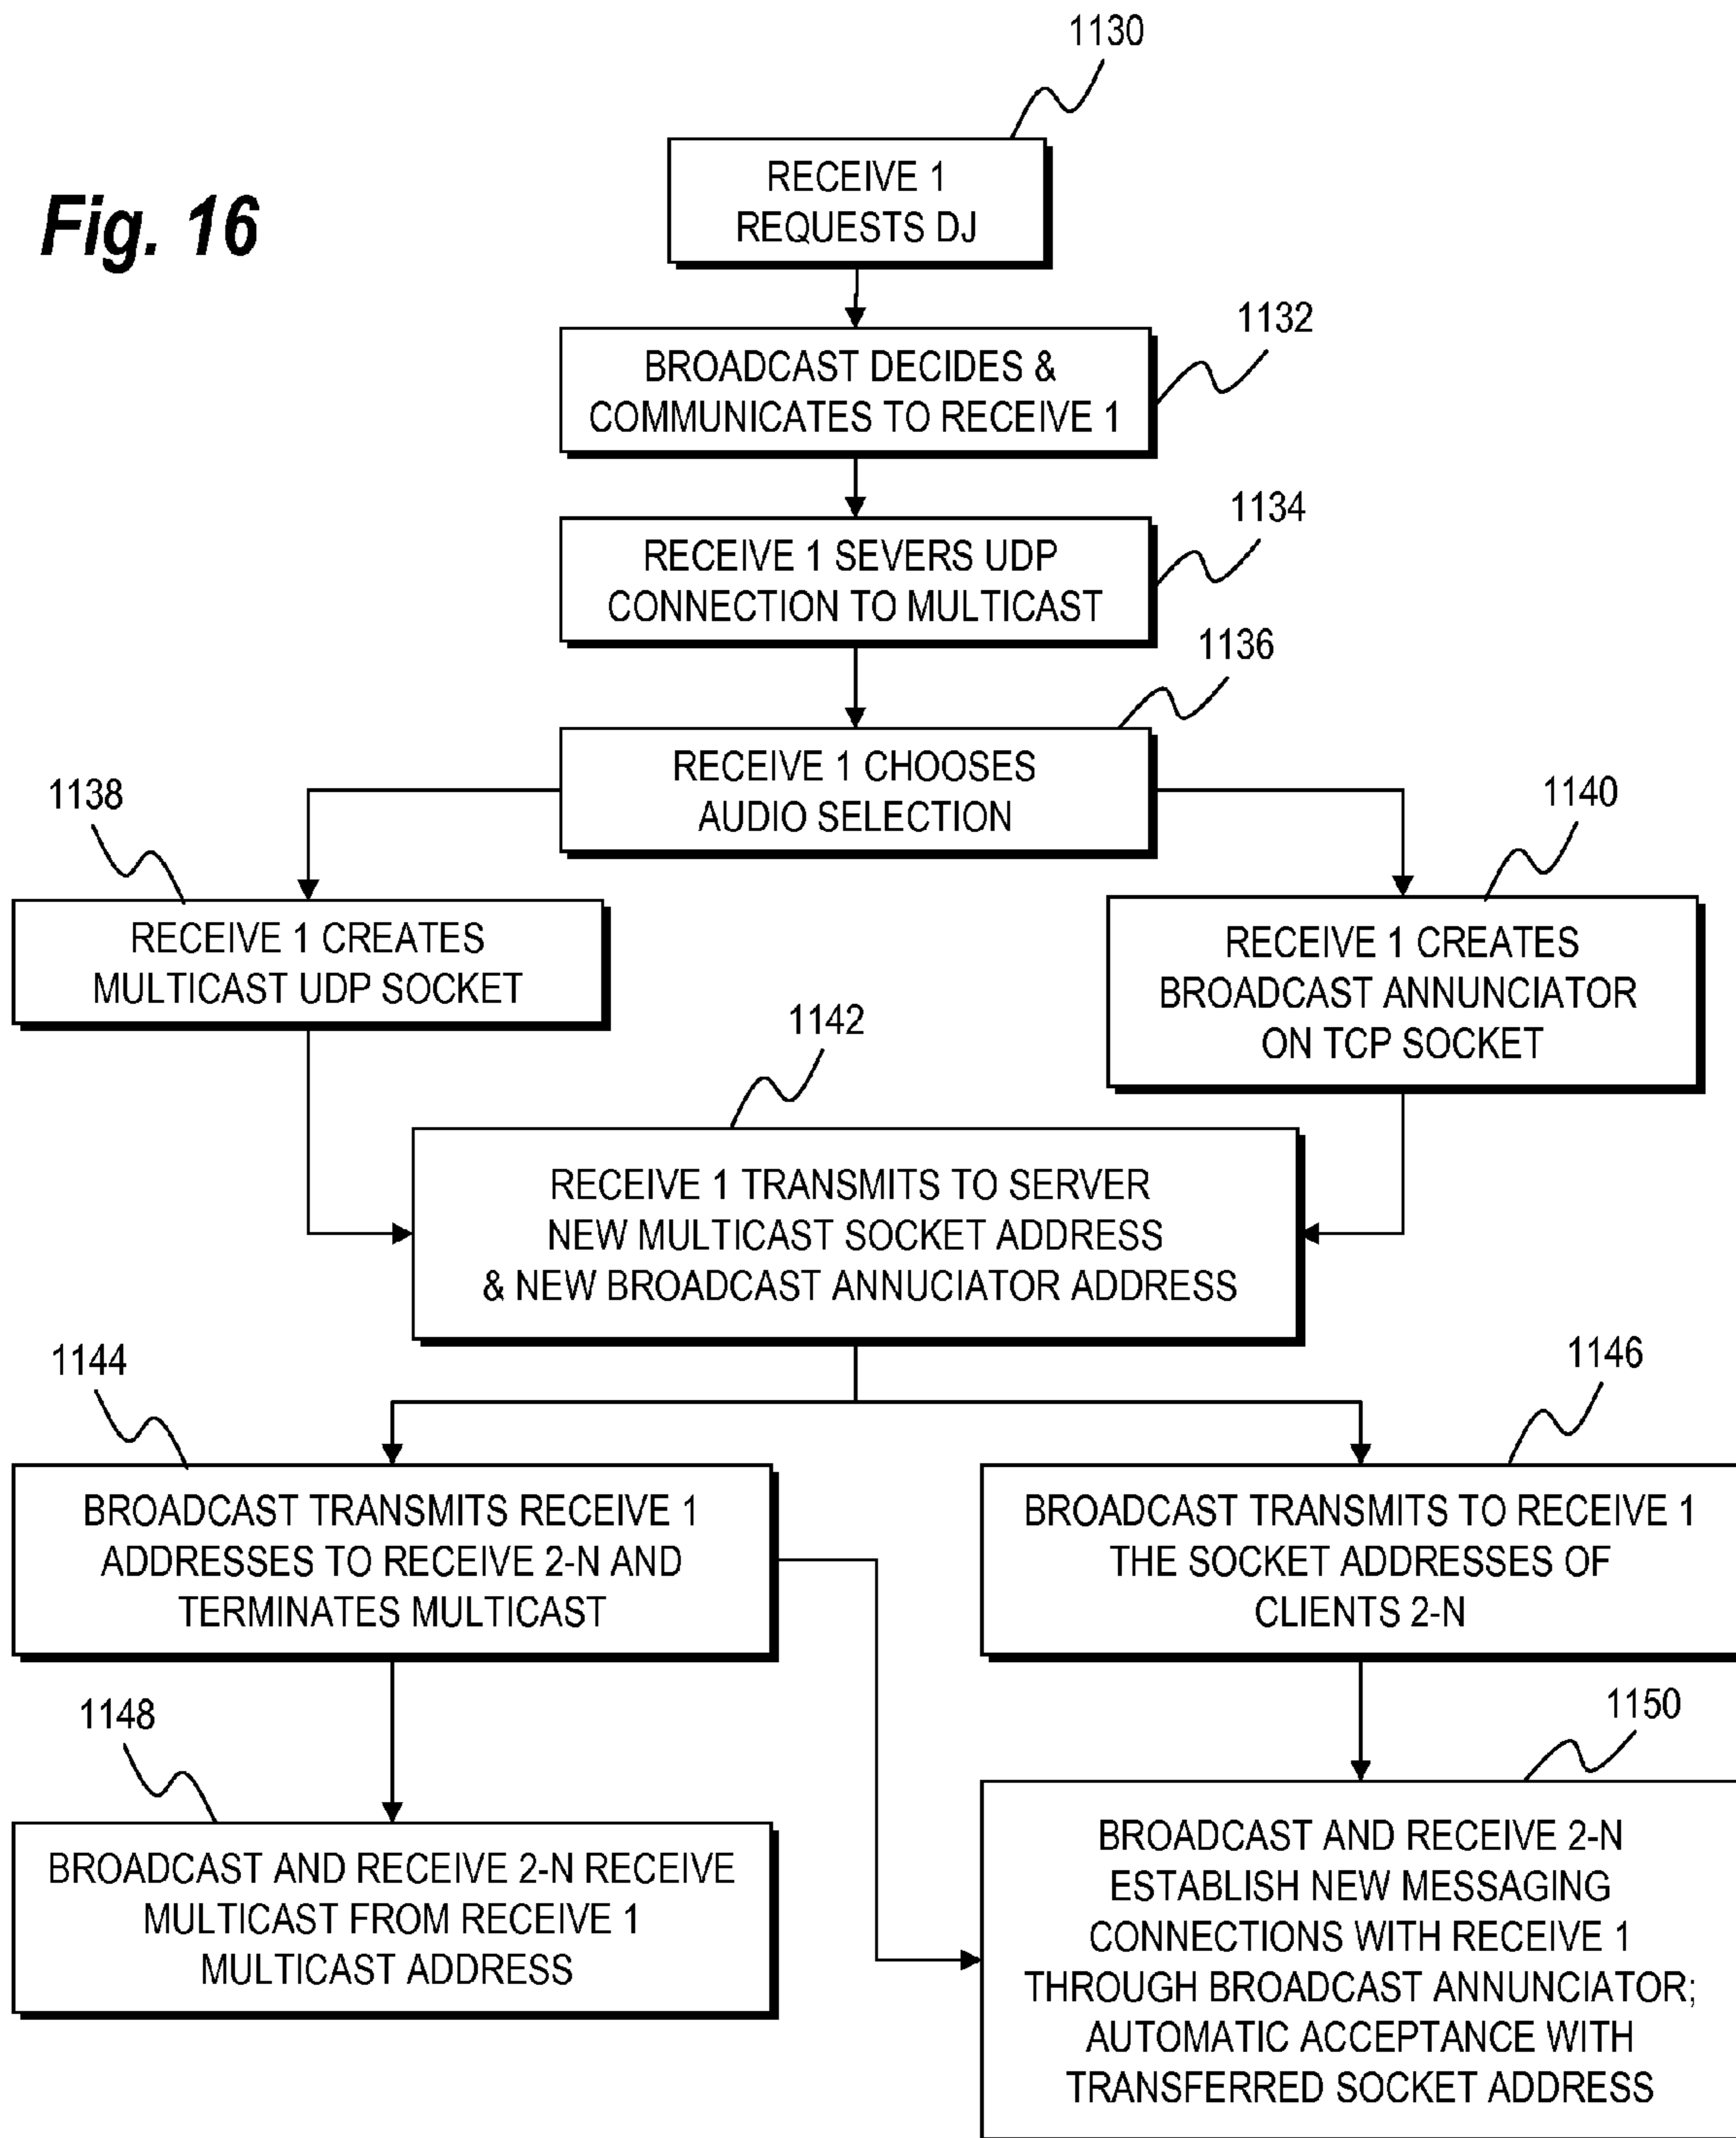 Fig. 16
1130
RECEIVE 1
REQUESTS DJ
1132
BROADCAST DECIDES &
COMMUNICATES TO RECEIVE 1
1134
RECEIVE 1 SEVERS UDP
CONNECTION TO MULTICAST
1136
RECEIVE 1 CHOOSES
AUDIO SELECTION
1138
RECEIVE 1 CREATES
MULTICAST UDP SOCKET
1140
RECEIVE 1 CREATES
BROADCAST ANNUNCIATOR
ON TCP SOCKET
1142
RECEIVE 1 TRANSMITS TO SERVER
NEW MULTICAST SOCKET ADDRESS
& NEW BROADCAST ANNUCIATOR ADDRESS
1144
BROADCAST TRANSMITS RECEIVE 1
ADDRESSES TO RECEIVE 2-N AND
TERMINATES MULTICAST
1146
BROADCAST TRANSMITS TO RECEIVE 1
THE SOCKET ADDRESSES OF
CLIENTS 2-N
1148
BROADCAST AND RECEIVE 2-N RECEIVE
MULTICAST FROM RECEIVE 1
MULTICAST ADDRESS
1150
BROADCAST AND RECEIVE 2-N
ESTABLISH NEW MESSAGING
CONNECTIONS WITH RECEIVE 1
THROUGH BROADCAST ANNUNCIATOR;
AUTOMATIC ACCEPTANCE WITH
TRANSFERRED SOCKET ADDRESS